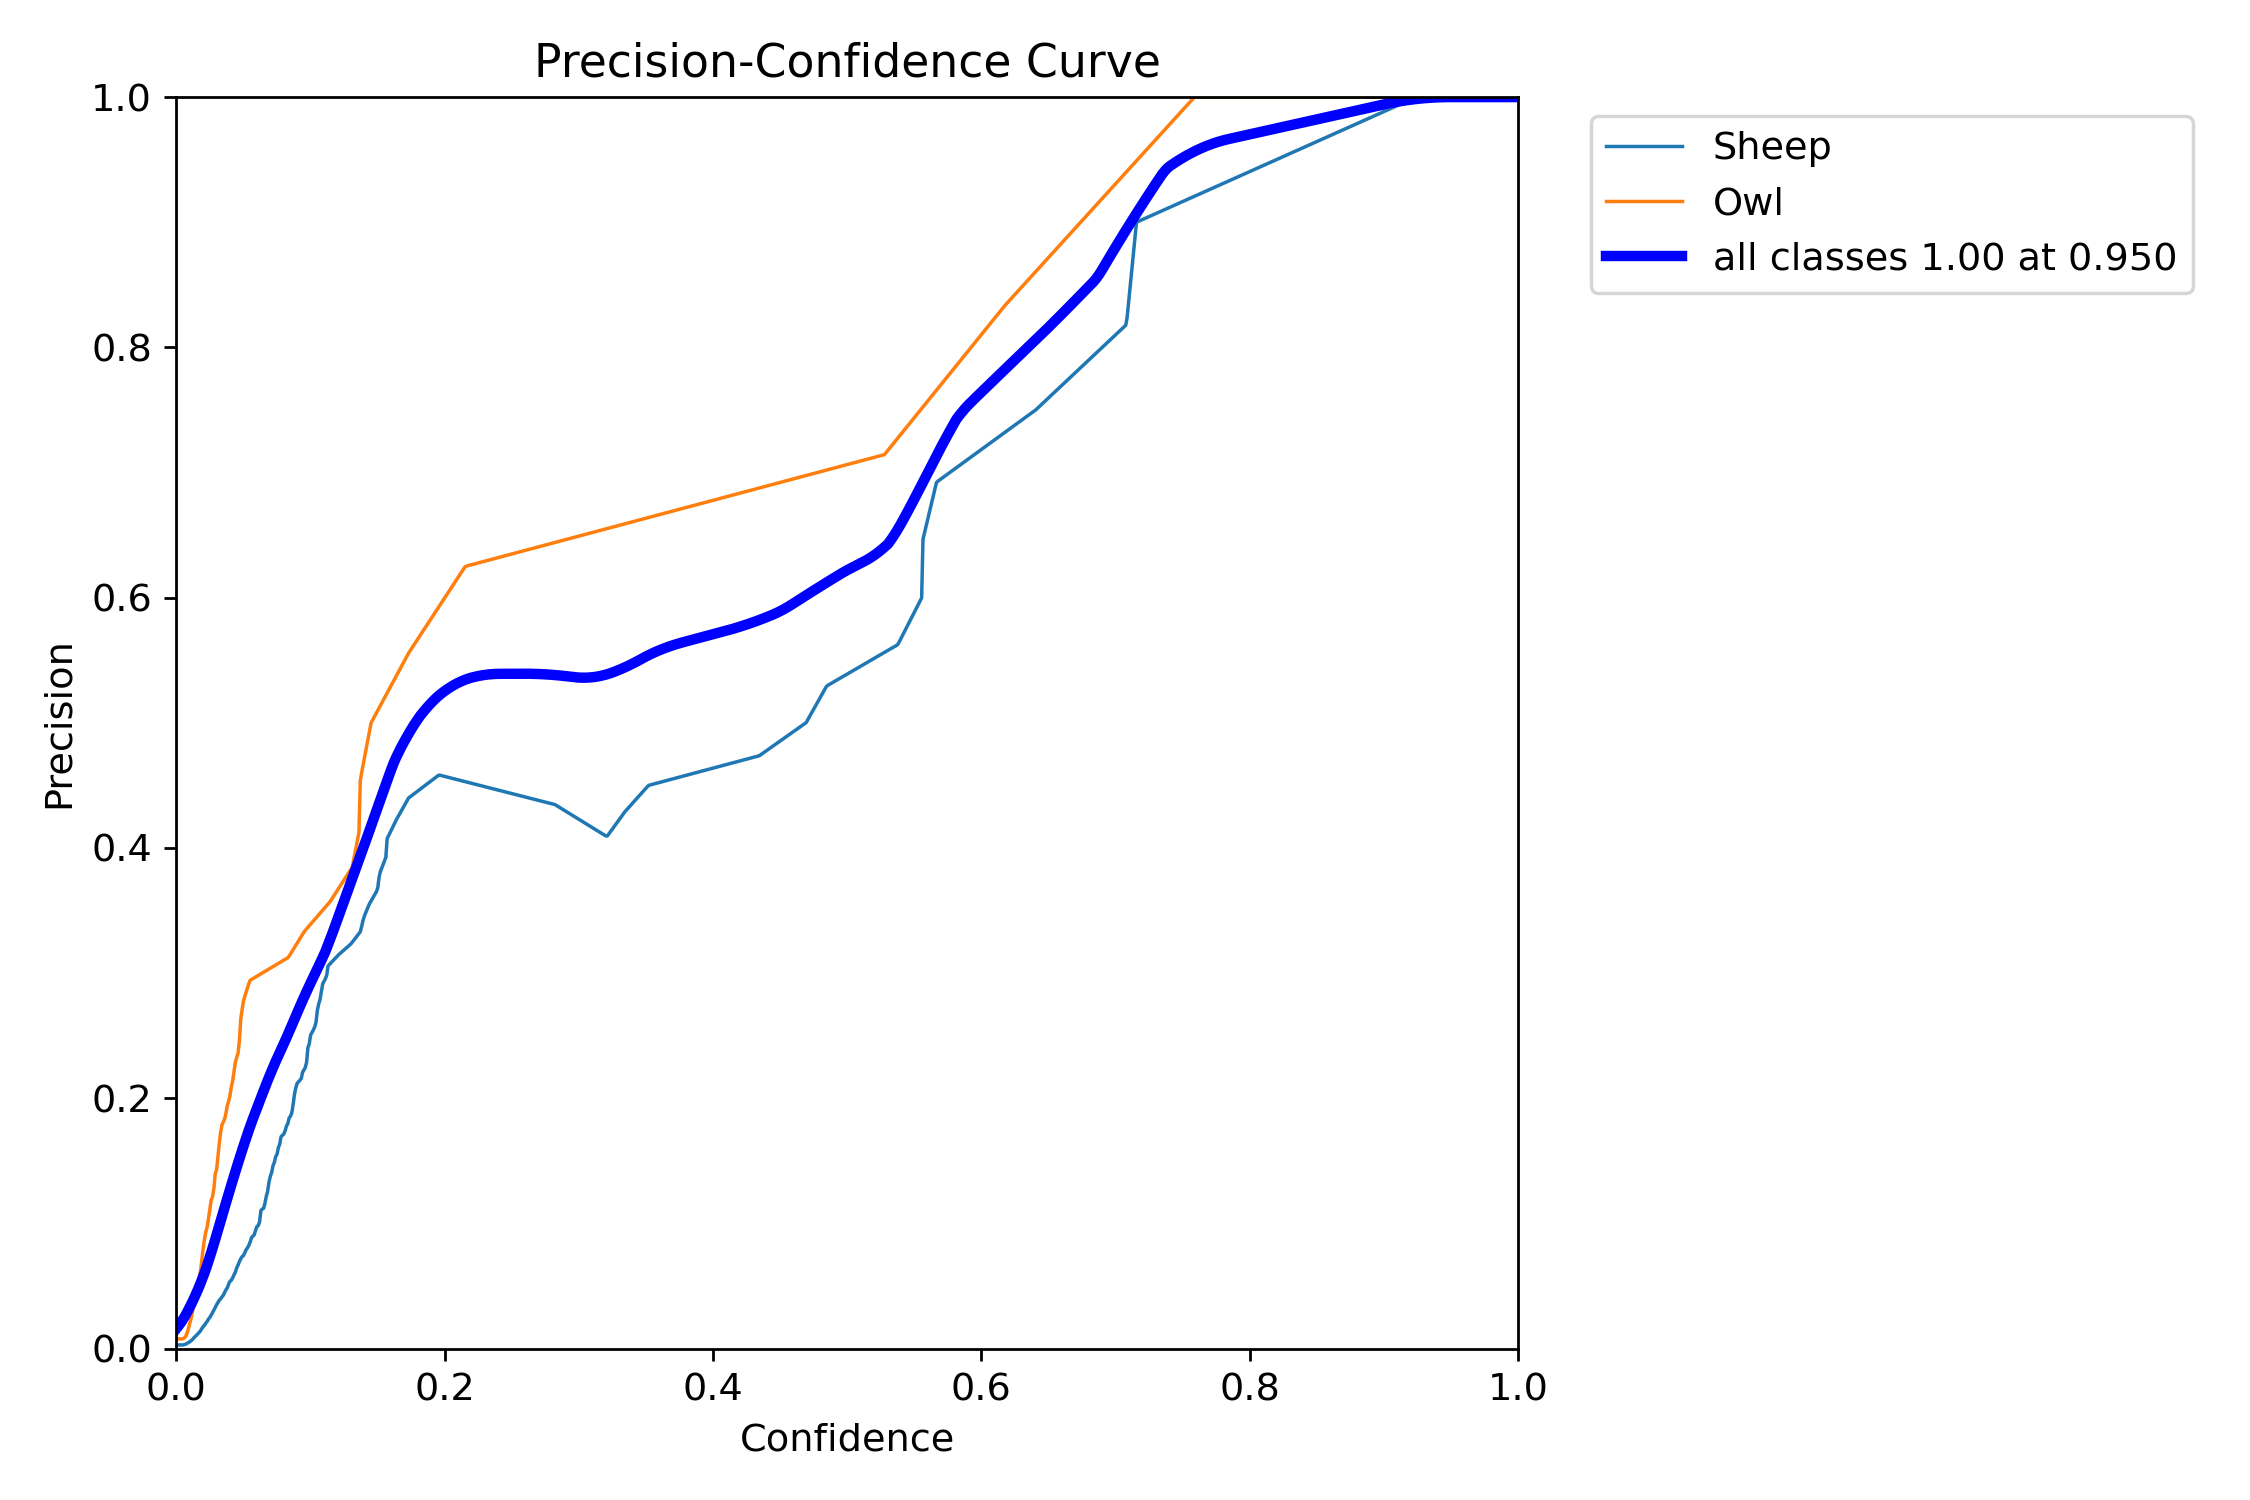 Precision-Confidence Curve
1.0
0.8
0.6
0.4
0.2
0.0
Precision
0.0 0.2 0.4 0.6 0.8 1.0
Confidence
Sheep
Owl
all classes 1.00 at 0.950